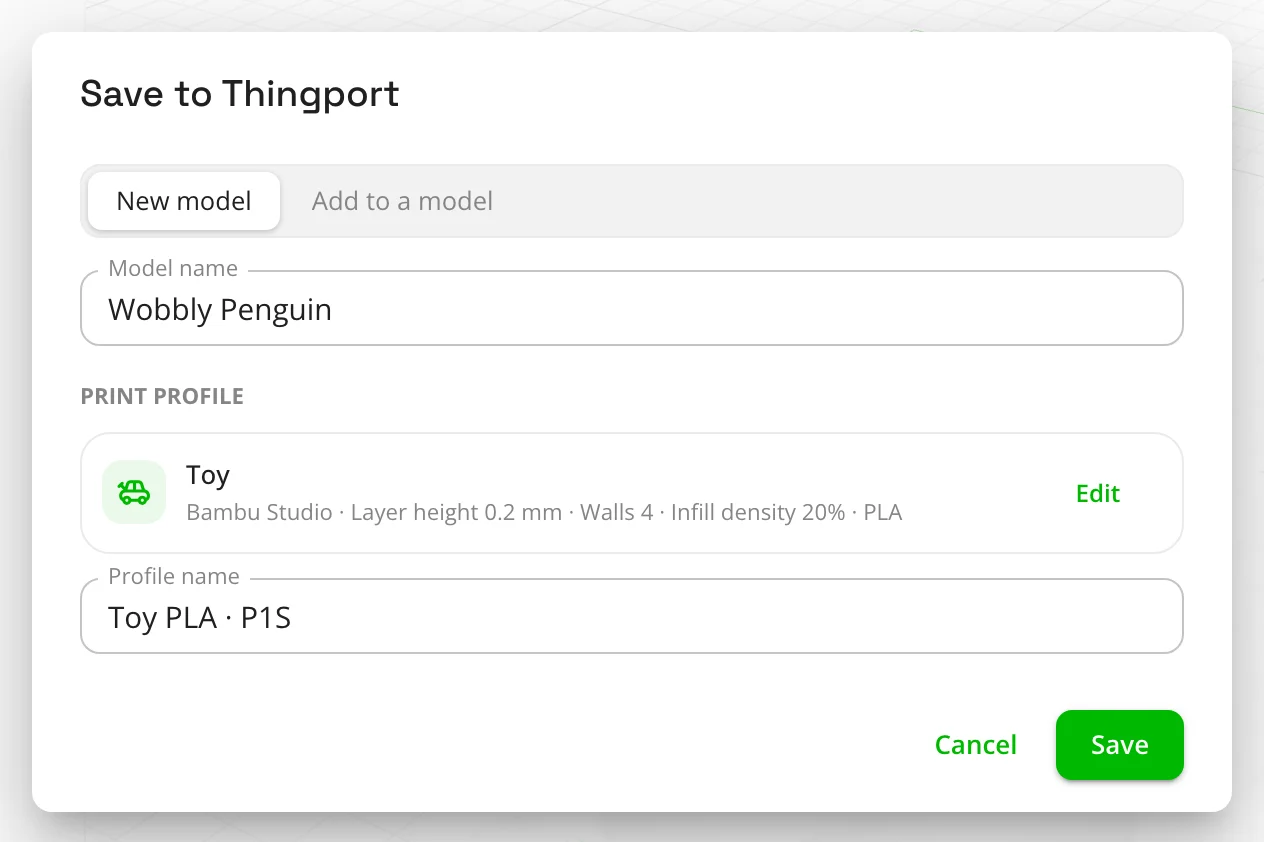 Save to Thingport
New model
Add to a model
Model name
Wobbly Penguin
PRINT PROFILE
Toy
Bambu Studio · Layer height 0.2 mm · Walls 4 · Infill density 20% · PLA
Edit
Profile name
Toy PLA · P1S
Cancel
Save